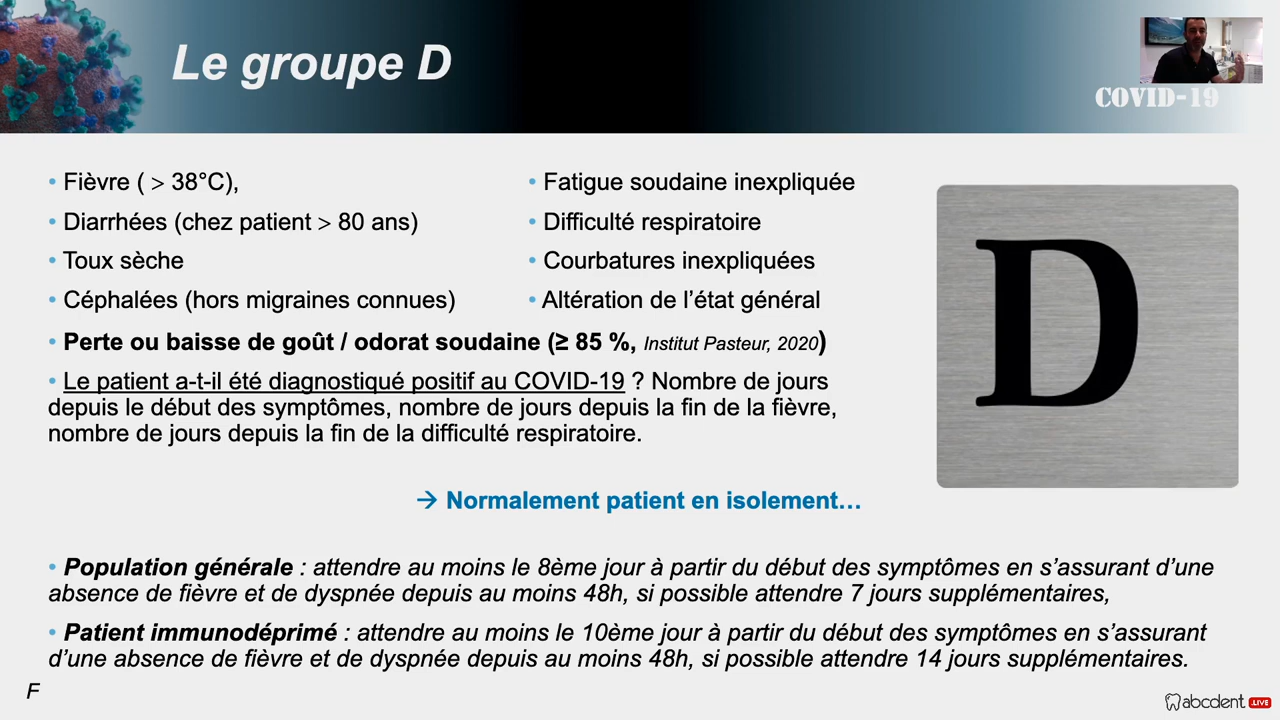 Le groupe D
COVID-19
• Fièvre ( > 38°C),
• Diarrhées (chez patient > 80 ans)
• Toux sèche
• Céphalées (hors migraines connues)
• Fatigue soudaine inexpliquée
• Difficulté respiratoire
• Courbatures inexpliquées
• Altération de l’état général
• Perte ou baisse de goût / odorat soudaine (≥ 85 %, Institut Pasteur, 2020)
• Le patient a-t-il été diagnostiqué positif au COVID-19 ? Nombre de jours
depuis le début des symptômes, nombre de jours depuis la fin de la fièvre,
nombre de jours depuis la fin de la difficulté respiratoire.
D
→ Normalement patient en isolement…
• Population générale : attendre au moins le 8ème jour à partir du début des symptômes en s’assurant d’une
absence de fièvre et de dyspnée depuis au moins 48h, si possible attendre 7 jours supplémentaires,
• Patient immunodéprimé : attendre au moins le 10ème jour à partir du début des symptômes en s’assurant
d’une absence de fièvre et de dyspnée depuis au moins 48h, si possible attendre 14 jours supplémentaires.
F
abcdent .LIVE